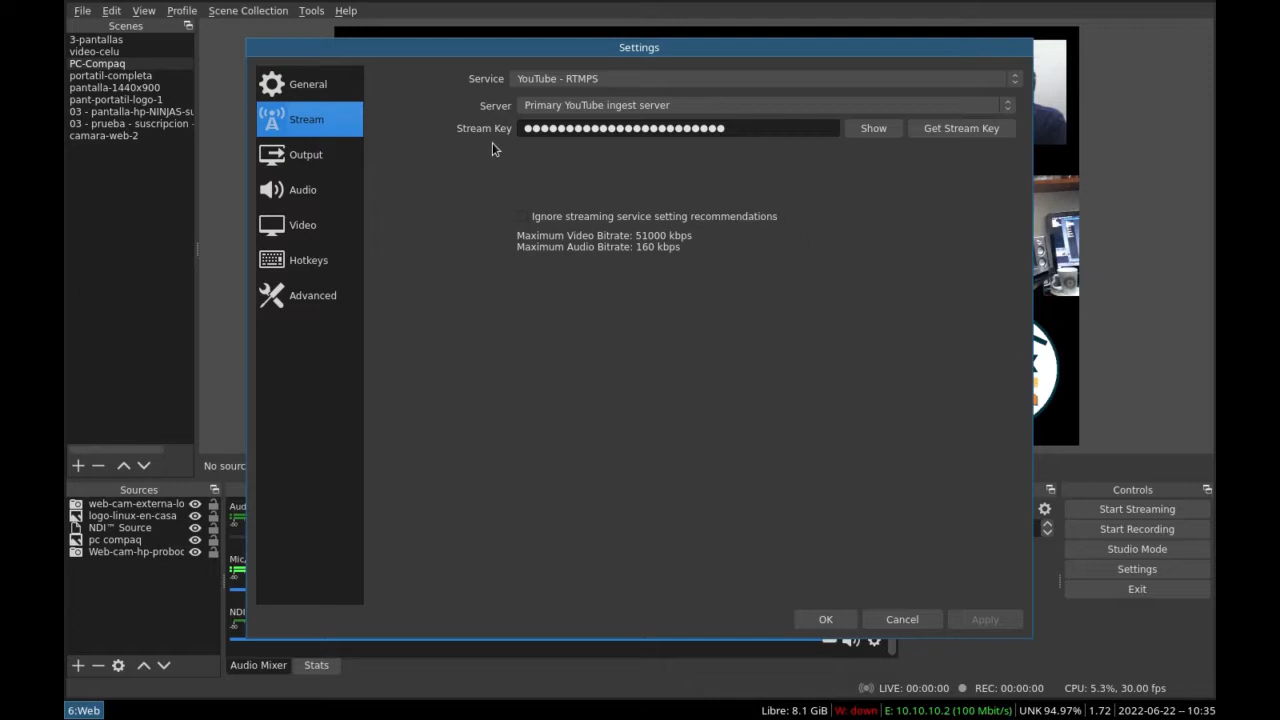 File Edit View Profile Scene Collection Tools Help
Scenes
3-pantallas
video-celu
PC-Compaq
portatil-completa
pantalla-1440x900
pant-portatil-logo-1
03 - pantalla-hp-NINJAS-su
03 - prueba - suscripcion -
camara-web-2
Settings
General
Stream
Output
Audio
Video
Hotkeys
Advanced
Service YouTube - RTMPS
Server Primary YouTube ingest server
Stream Key ●●●●●●●●●●●●●●●●●●●●●●●● Show Get Stream Key
Ignore streaming service setting recommendations
Maximum Video Bitrate: 51000 kbps
Maximum Audio Bitrate: 160 kbps
OK Cancel Apply
No sourc
Sources
web-cam-externa-lo
logo-linux-en-casa
NDI™ Source
pc compaq
Web-cam-hp-proboc
Aud
-60
Mic,
-60
NDI
-60
Audio Mixer Stats
Controls
Start Streaming
Start Recording
Studio Mode
Settings
Exit
LIVE: 00:00:00 REC: 00:00:00 CPU: 5.3%, 30.00 fps
6:Web
Libre: 8.1 GiB W: down E: 10.10.10.2 (100 Mbit/s) UNK 94.97% 1.72 2022-06-22 -- 10:35